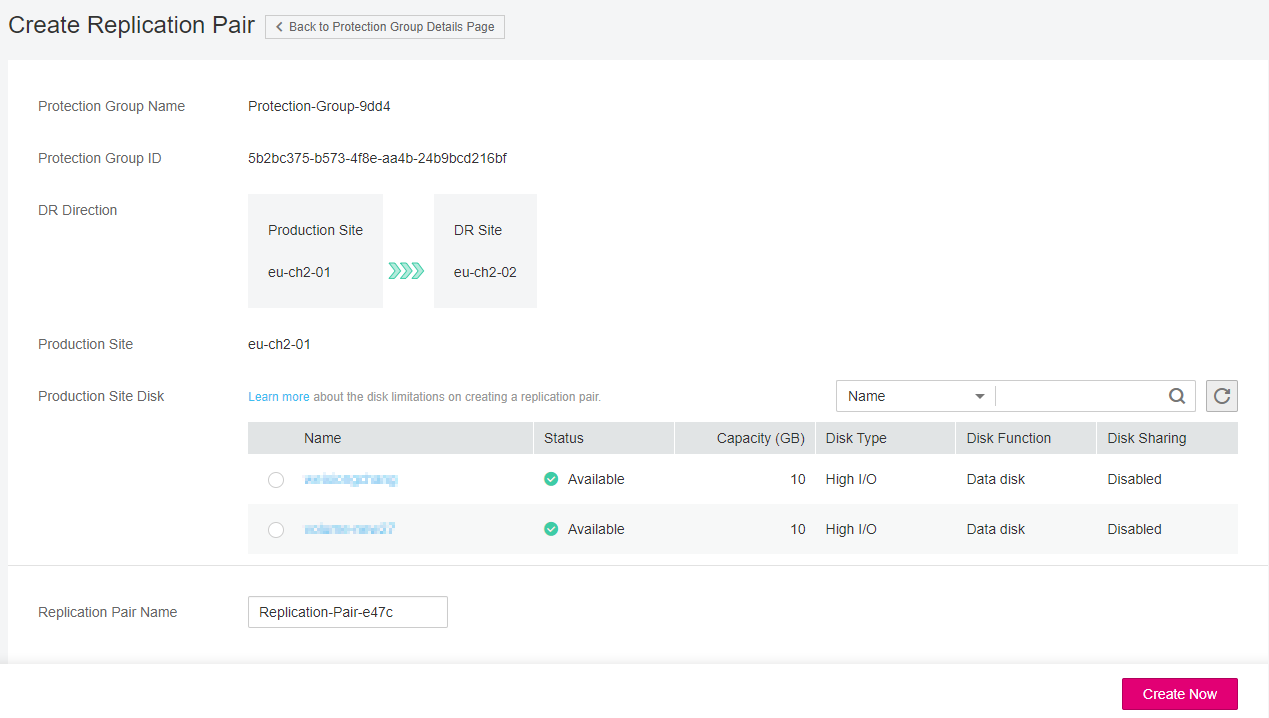 Create Replication Pair
Back to Protection Group Details Page
Protection Group Name Protection-Group-9dd4
Protection Group ID 5b2bc375-b573-4f8e-aa4b-24b9bcd216bf
DR Direction
Production Site DR Site
eu-ch2-01 eu-ch2-02
Production Site eu-ch2-01
Production Site Disk Learn more about the disk limitations on creating a replication pair. Name
Name Status Capacity (GB) Disk Type Disk Function Disk Sharing
Available 10 High I/O Data disk Disabled
Available 10 High I/O Data disk Disabled
Replication Pair Name Replication-Pair-e47c
Create Now